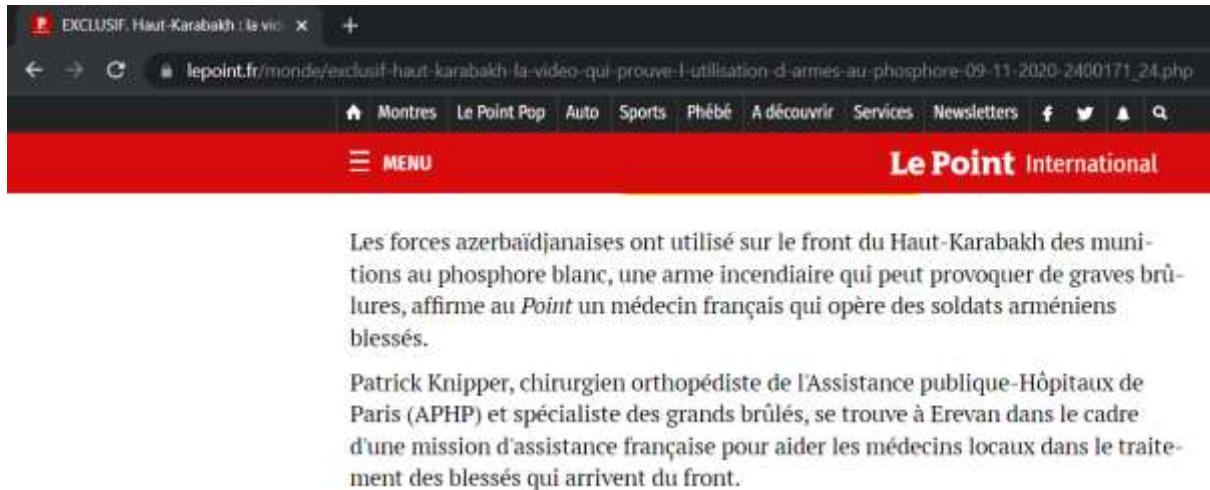 EXCLUSIF. Haut-Karabakh : la vid
lepoint.fr/monde/exclusif-haut-karabakh-la-video-qui-prouve-l-utilisation-d-armes-au-phosphore-09-11-2020-2400171_24.php
Montres Le Point Pop Auto Sports Phébé A découvrir Services Newsletters
MENU Le Point International
Les forces azerbaïdjanaises ont utilisé sur le front du Haut-Karabakh des muni-
tions au phosphore blanc, une arme incendiaire qui peut provoquer de graves brû-
lures, affirme au Point un médecin français qui opère des soldats arméniens
blessés.
Patrick Knipper, chirurgien orthopédiste de l'Assistance publique-Hôpitaux de
Paris (APHP) et spécialiste des grands brûlés, se trouve à Erevan dans le cadre
d'une mission d'assistance française pour aider les médecins locaux dans le traite-
ment des blessés qui arrivent du front.